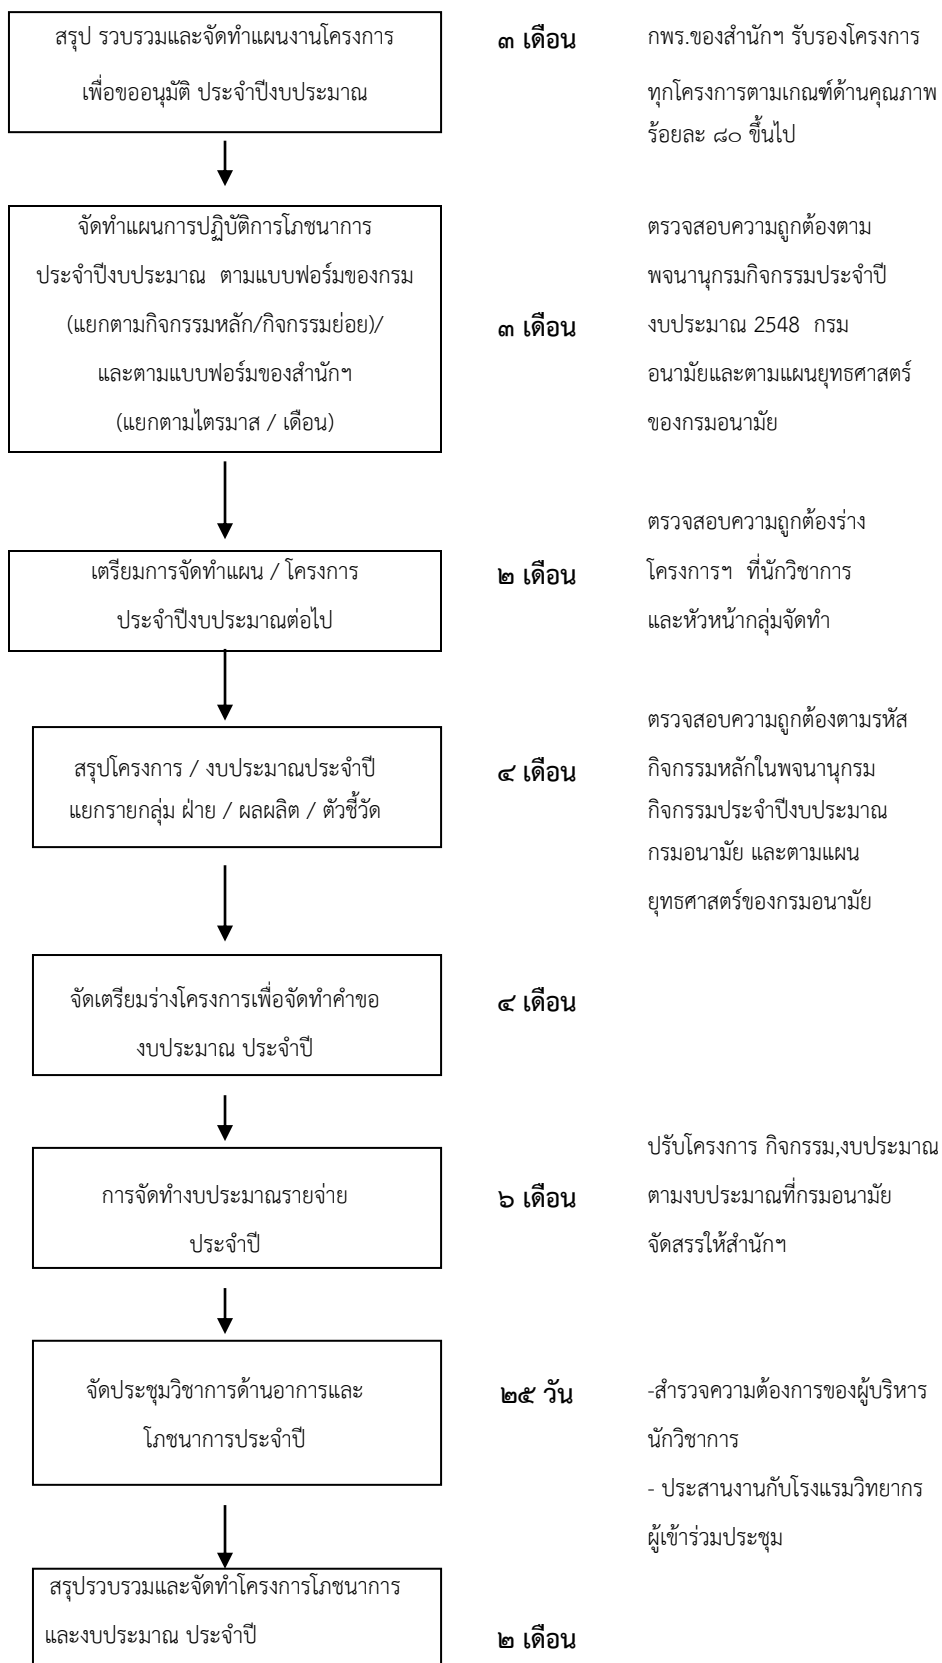 สรุป รวบรวมและจัดทำแผนงานโครงการ
เพื่อขออนุมัติ ประจำปีงบประมาณ
๓ เดือน
กพร.ของสำนักฯ รับรองโครงการ
ทุกโครงการตามเกณฑ์ด้านคุณภาพ
ร้อยละ ๘๐ ขึ้นไป
จัดทำแผนการปฏิบัติการโภชนาการ
ประจำปีงบประมาณ ตามแบบฟอร์มของกรม
(แยกตามกิจกรรมหลัก/กิจกรรมย่อย)/
และตามแบบฟอร์มของสำนักฯ
(แยกตามไตรมาส / เดือน)
๓ เดือน
ตรวจสอบความถูกต้องตาม
พจนานุกรมกิจกรรมประจำปี
งบประมาณ 2548 กรม
อนามัยและตามแผนยุทธศาสตร์
ของกรมอนามัย
เตรียมการจัดทำแผน / โครงการ
ประจำปีงบประมาณต่อไป
๒ เดือน
ตรวจสอบความถูกต้องร่าง
โครงการฯ ที่นักวิชาการ
และหัวหน้ากลุ่มจัดทำ
สรุปโครงการ / งบประมาณประจำปี
แยกรายกลุ่ม ฝ่าย / ผลผลิต / ตัวชี้วัด
๔ เดือน
ตรวจสอบความถูกต้องตามรหัส
กิจกรรมหลักในพจนานุกรม
กิจกรรมประจำปีงบประมาณ
กรมอนามัย และตามแผน
ยุทธศาสตร์ของกรมอนามัย
จัดเตรียมร่างโครงการเพื่อจัดทำคำขอ
งบประมาณ ประจำปี
๔ เดือน
การจัดทำงบประมาณรายจ่าย
ประจำปี
๖ เดือน
ปรับโครงการ กิจกรรม,งบประมาณ
ตามงบประมาณที่กรมอนามัย
จัดสรรให้สำนักฯ
จัดประชุมวิชาการด้านอาการและ
โภชนาการประจำปี
๒๕ วัน
-สำรวจความต้องการของผู้บริหาร
นักวิชาการ
- ประสานงานกับโรงแรมวิทยากร
ผู้เข้าร่วมประชุม
สรุปรวบรวมและจัดทำโครงการโภชนาการ
และงบประมาณ ประจำปี
๒ เดือน